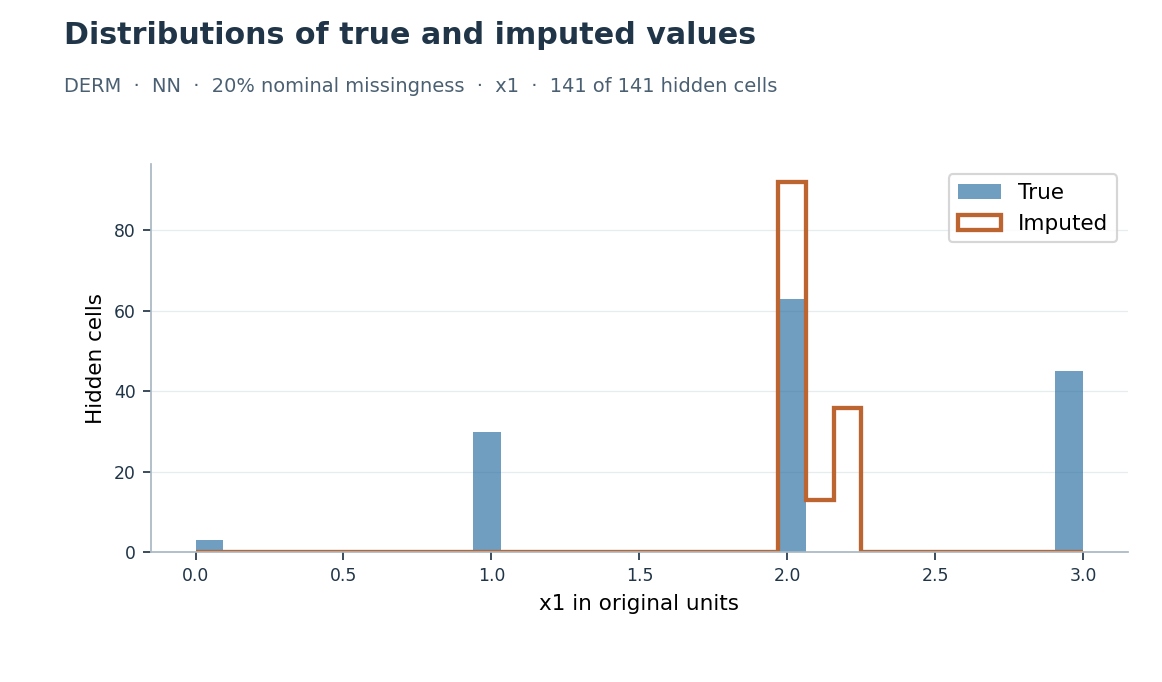 Distributions of true and imputed values
DERM · NN · 20% nominal missingness · x1 · 141 of 141 hidden cells
True
Imputed
Hidden cells
80
60
40
20
0
0.0 0.5 1.0 1.5 2.0 2.5 3.0
x1 in original units